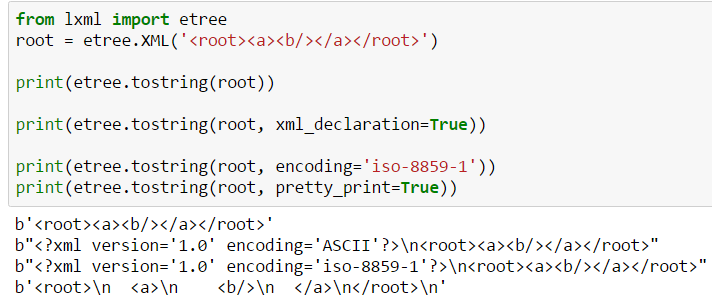 from lxml import etree
root = etree.XML('<root><a><b/></a></root>')
print(etree.tostring(root))
print(etree.tostring(root, xml_declaration=True))
print(etree.tostring(root, encoding='iso-8859-1'))
print(etree.tostring(root, pretty_print=True))
b'<root><a><b/></a></root>'
b"<?xml version='1.0' encoding='ASCII'?>\n<root><a><b/></a></root>"
b"<?xml version='1.0' encoding='iso-8859-1'?>\n<root><a><b/></a></root>"
b'<root>\n  <a>\n    <b/>\n  </a>\n</root>\n'